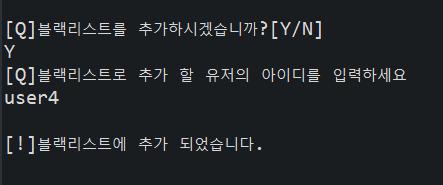 [Q]블랙리스트를 추가하시겠습니까?[Y/N]
Y
[Q]블랙리스트로 추가 할 유저의 아이디를 입력하세요
user4
[!]블랙리스트에 추가 되었습니다.